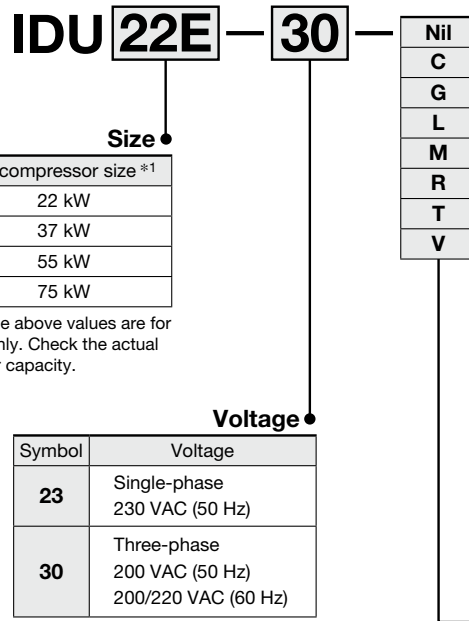 IDU 22E — 30 —
Nil
C
G
L
M
R
T
V
Size
compressor size *1
22 kW
37 kW
55 kW
75 kW
above values are for
Check the actual
capacity.
Voltage
Symbol Voltage
23 Single-phase
230 VAC (50 Hz)
30 Three-phase
200 VAC (50 Hz)
200/220 VAC (60 Hz)